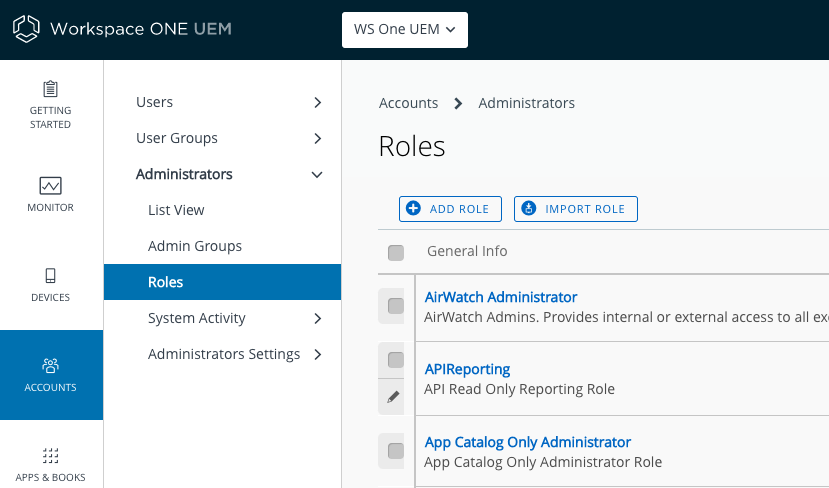 Workspace ONE UEM
WS One UEM
GETTING
STARTED
MONITOR
DEVICES
ACCOUNTS
APPS & BOOKS
Users
User Groups
Administrators
List View
Admin Groups
Roles
System Activity
Administrators Settings
Accounts
Administrators
Roles
ADD ROLE
IMPORT ROLE
General Info
AirWatch Administrator
AirWatch Admins. Provides internal or external access to all
APIReporting
API Read Only Reporting Role
App Catalog Only Administrator
App Catalog Only Administrator Role